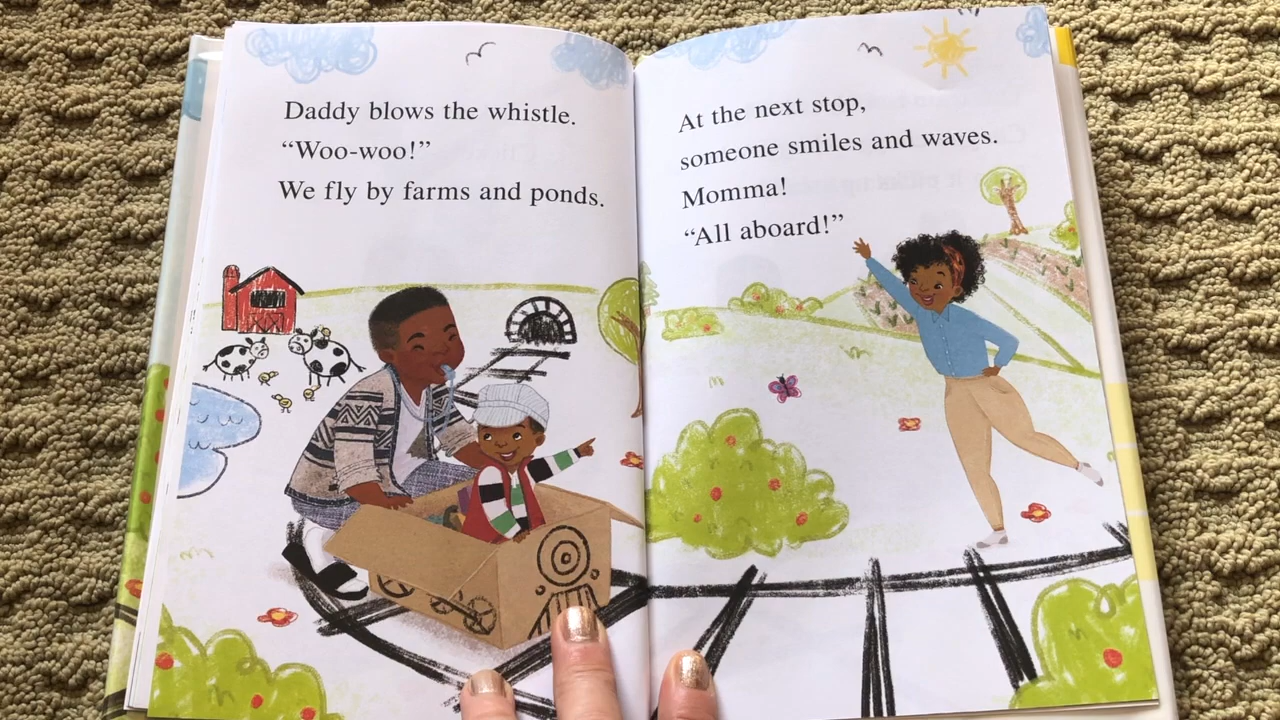 Daddy blows the whistle.
“Woo-woo!”
We fly by farms and ponds.
At the next stop,
someone smiles and waves.
Momma!
“All aboard!”